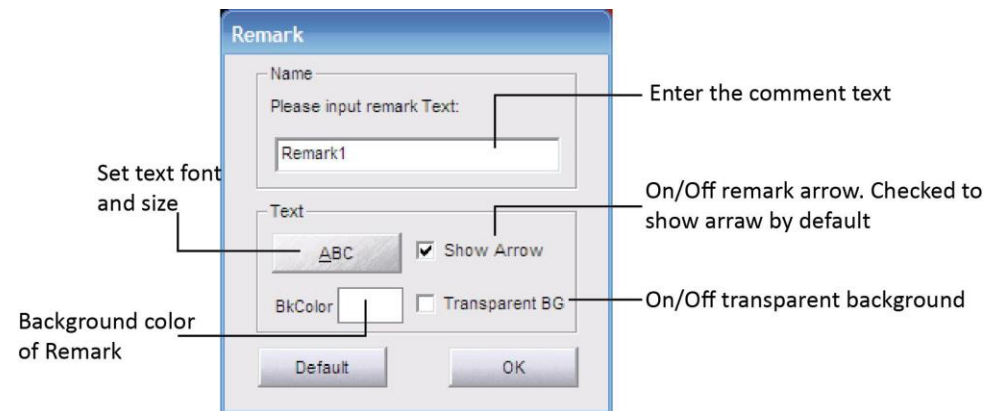 Remark
Name
Please input remark Text:
Enter the comment text
Remark1
Set text font
and size
On/Off remark arrow. Checked to
show arraw by default
Text
ABC
Show Arrow
BkColor
Transparent BG
On/Off transparent background
Background color
of Remark
Default
OK